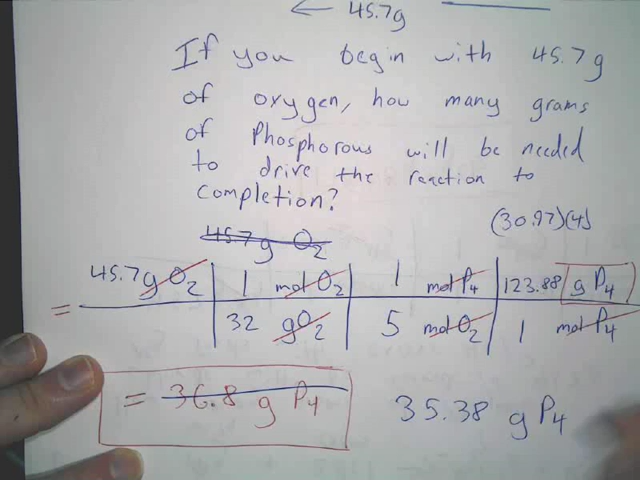 ← 45.7g
If you begin with 45.7g
of oxygen, how many grams
of Phosphorous will be needed
to drive the reaction to
completion?
(30.97)(4)
45.7 g O2
45.7 g O2 | 1 mol O2 | 1 mol P4 | 123.88 g P4
= 32 g O2 | 5 mol O2 | 1 mol P4
= 36.8 g P4 35.38 g P4